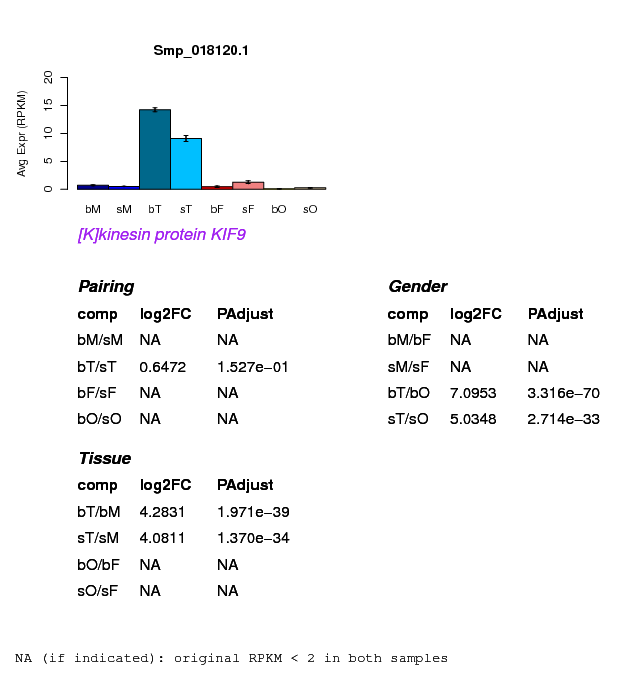 Smp_018120.1
Avg Expr (RPKM)
20
15
10
5
0
bM sM bT sT bF sF bO sO
[K]kinesin protein KIF9
Pairing
comp log2FC PAdjust
bM/sM NA NA
bT/sT 0.6472 1.527e−01
bF/sF NA NA
bO/sO NA NA
Gender
comp log2FC PAdjust
bM/bF NA NA
sM/sF NA NA
bT/bO 7.0953 3.316e−70
sT/sO 5.0348 2.714e−33
Tissue
comp log2FC PAdjust
bT/bM 4.2831 1.971e−39
sT/sM 4.0811 1.370e−34
bO/bF NA NA
sO/sF NA NA
NA (if indicated): original RPKM < 2 in both samples